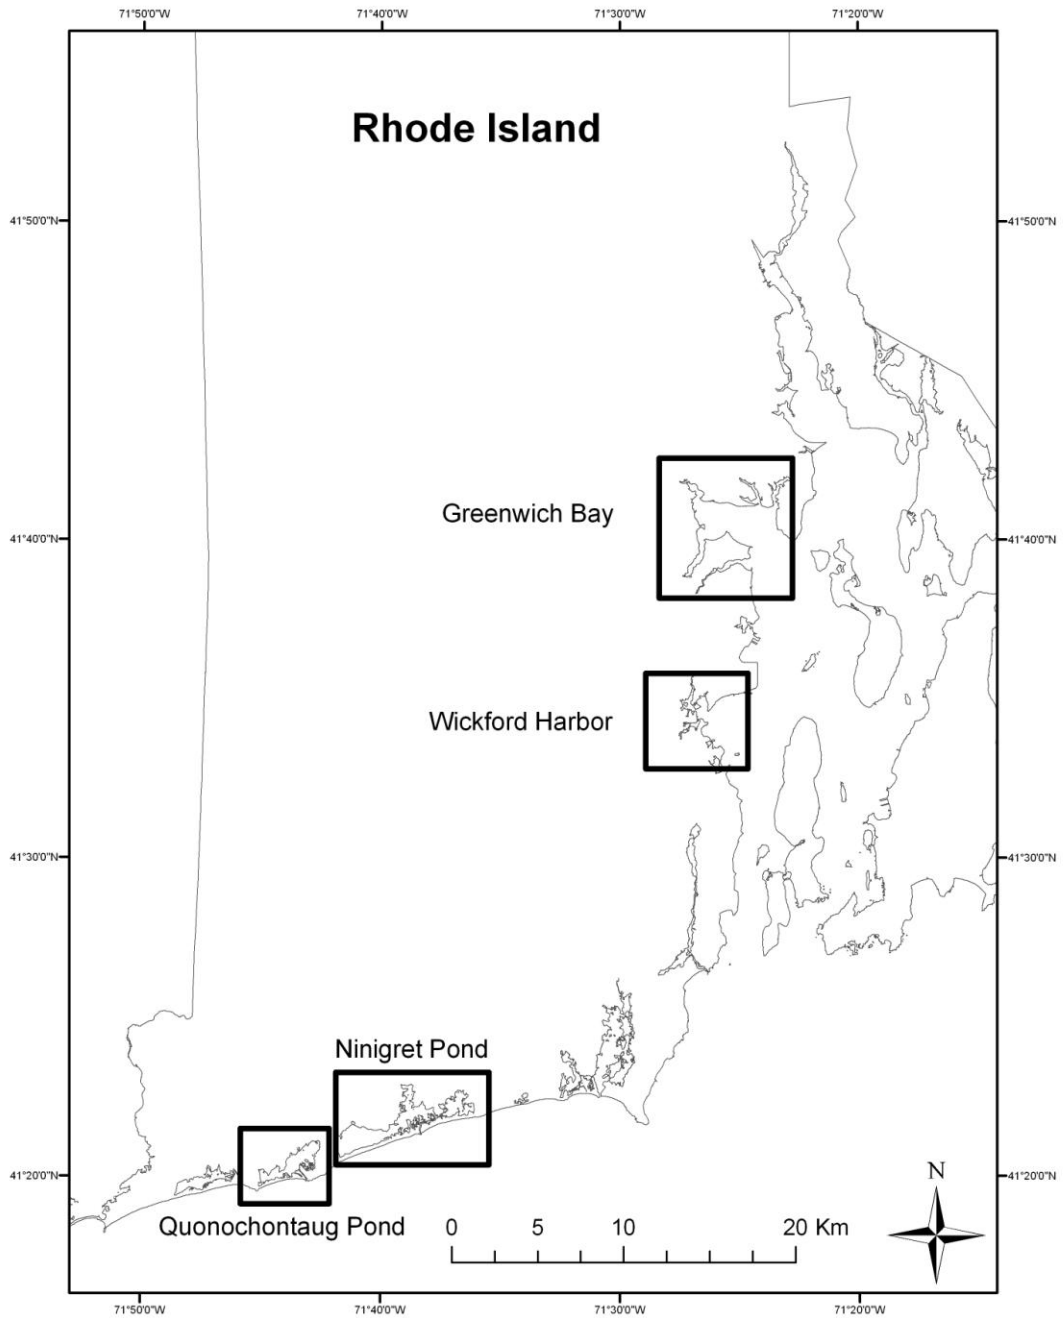 71°50'0"W 71°40'0"W 71°30'0"W 71°20'0"W
Rhode Island
41°50'0"N 41°50'0"N
Greenwich Bay
41°40'0"N 41°40'0"N
Wickford Harbor
41°30'0"N 41°30'0"N
Ninigret Pond
41°20'0"N 41°20'0"N
N
Quonochontaug Pond
0 5 10 20 Km
71°50'0"W 71°40'0"W 71°30'0"W 71°20'0"W